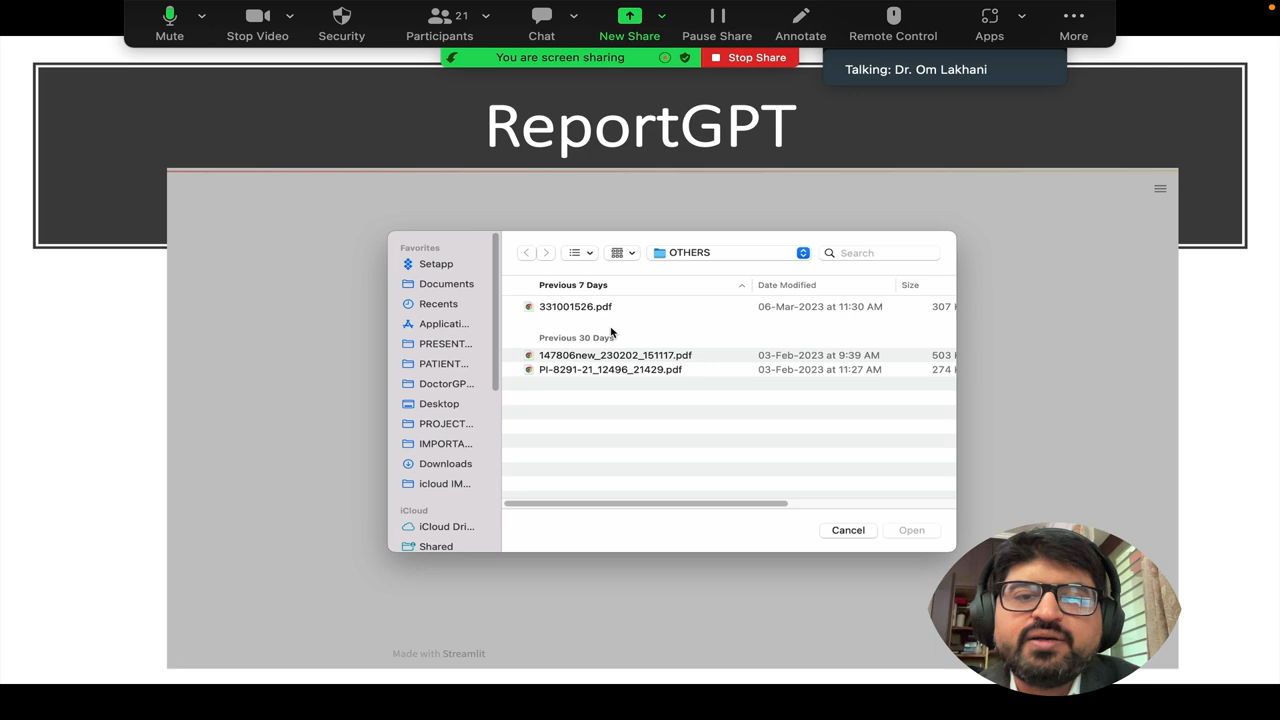 21
Mute
Stop Video
Security
Participants
Chat
New Share
Pause Share
Annotate
Remote Control
Apps
More
You are screen sharing
Stop Share
Talking: Dr. Om Lakhani
ReportGPT
Favorites
Setapp
Documents
Recents
Applicati...
PRESENT...
PATIENT...
DoctorGP...
Desktop
PROJECT...
IMPORTA...
Downloads
icloud IM...
iCloud
iCloud Dri...
Shared
OTHERS
Search
Previous 7 Days Date Modified Size
331001526.pdf 06-Mar-2023 at 11:30 AM 307
Previous 30 Days
147806new_230202_151117.pdf 03-Feb-2023 at 9:39 AM 503
PI-8291-21_12496_21429.pdf 03-Feb-2023 at 11:27 AM 274
Cancel Open
Made with Streamlit